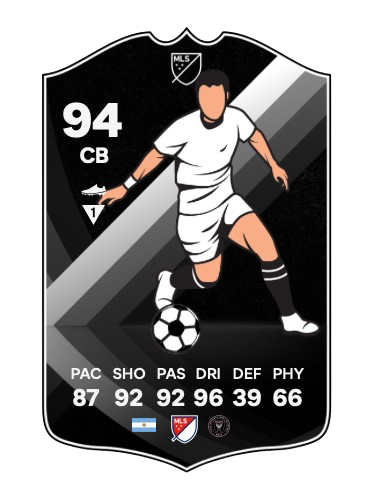 MLS
94
CB
1
PAC SHO PAS DRI DEF PHY
87 92 92 96 39 66
MLS